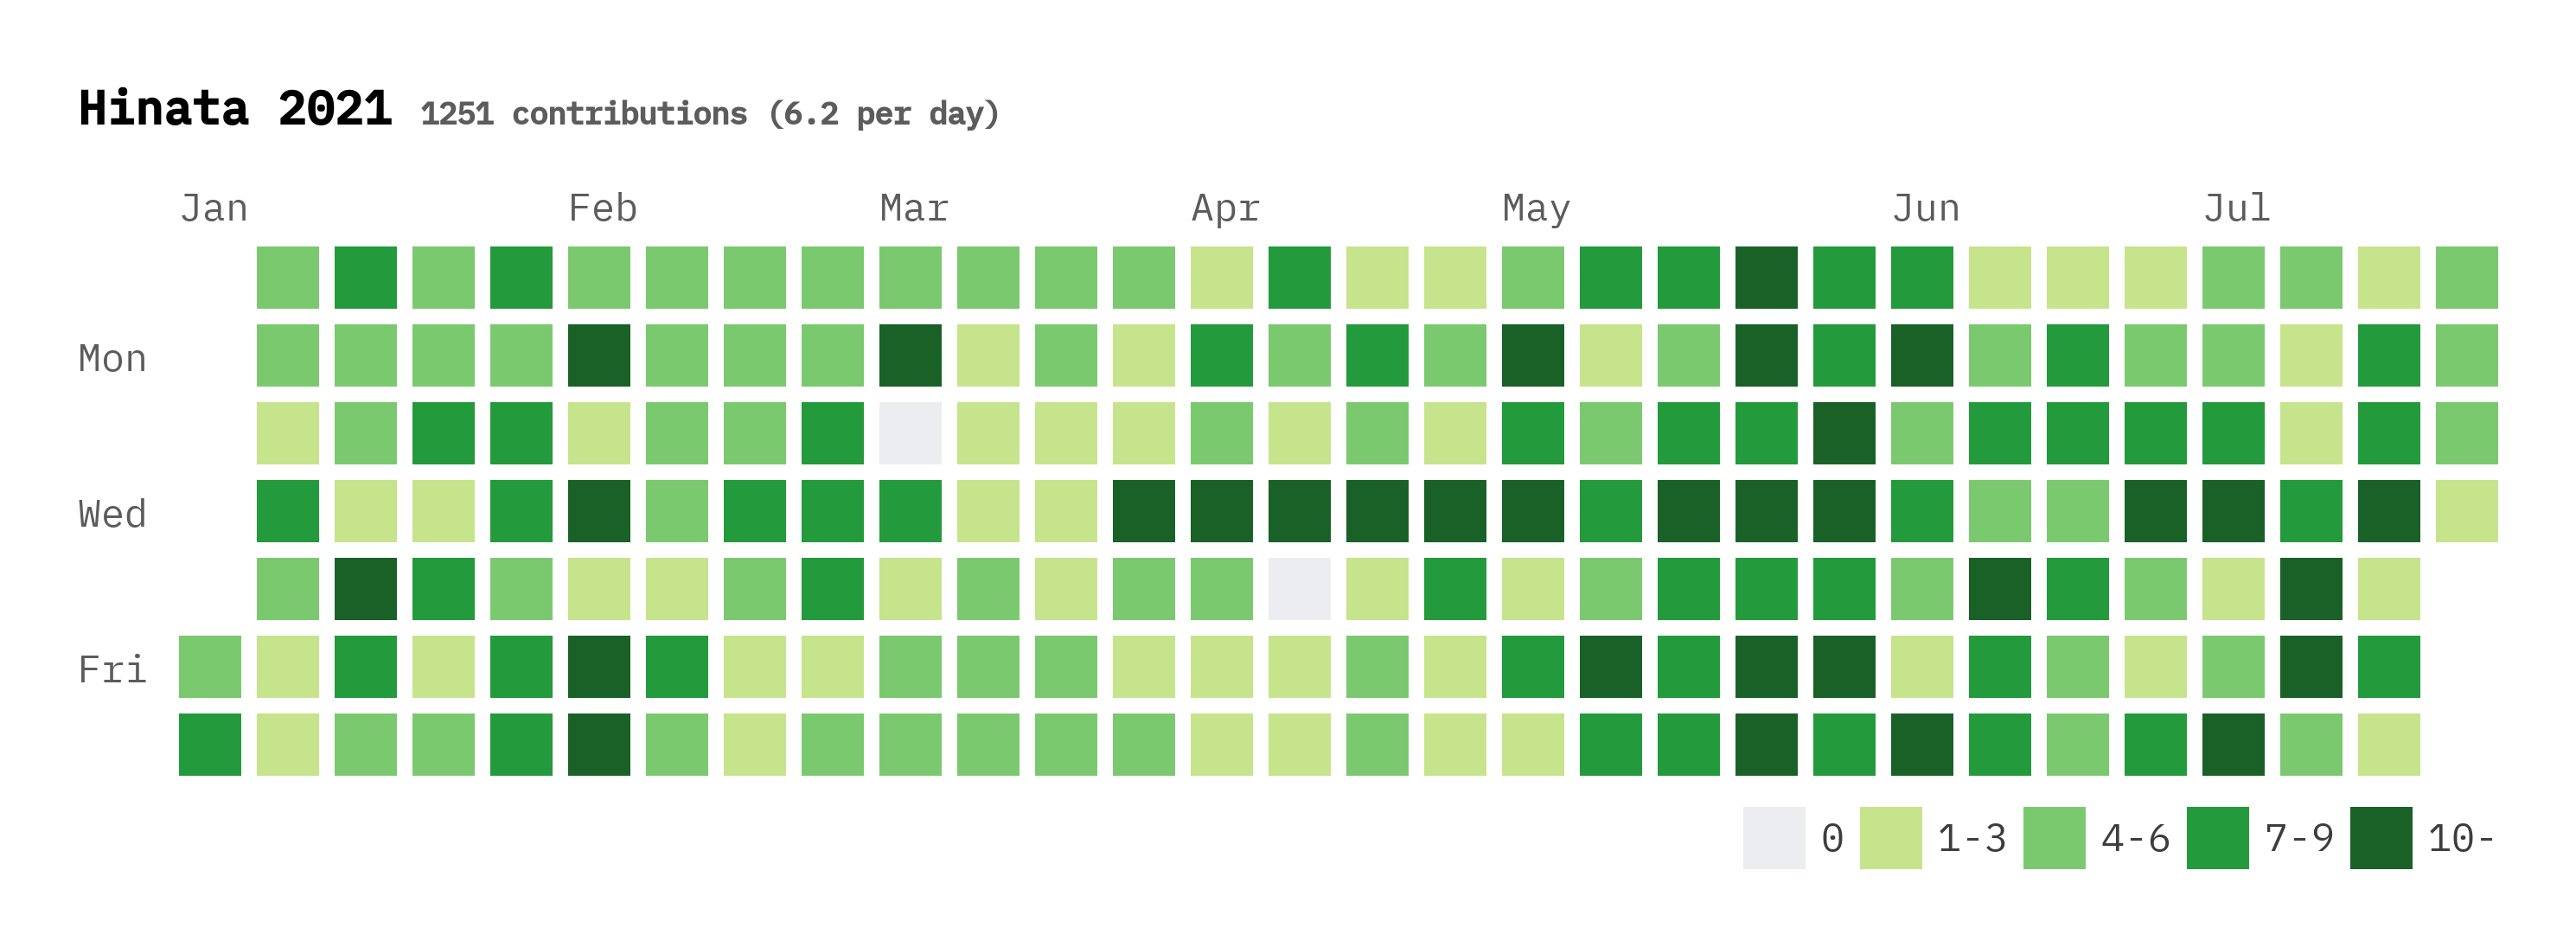 Hinata 2021 1251 contributions (6.2 per day)
Jan Feb Mar Apr May Jun Jul
Mon
Wed
Fri
0 1-3 4-6 7-9 10-